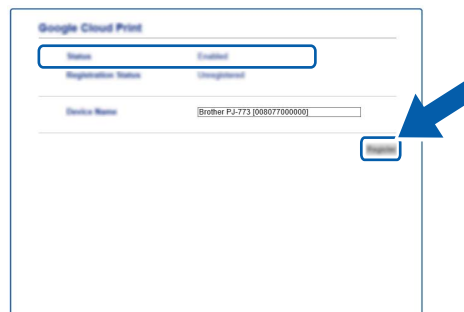 Google Cloud Print
Status Enabled
Registration Status Unregistered
Device Name Brother PJ-773 [008077000000]
Register